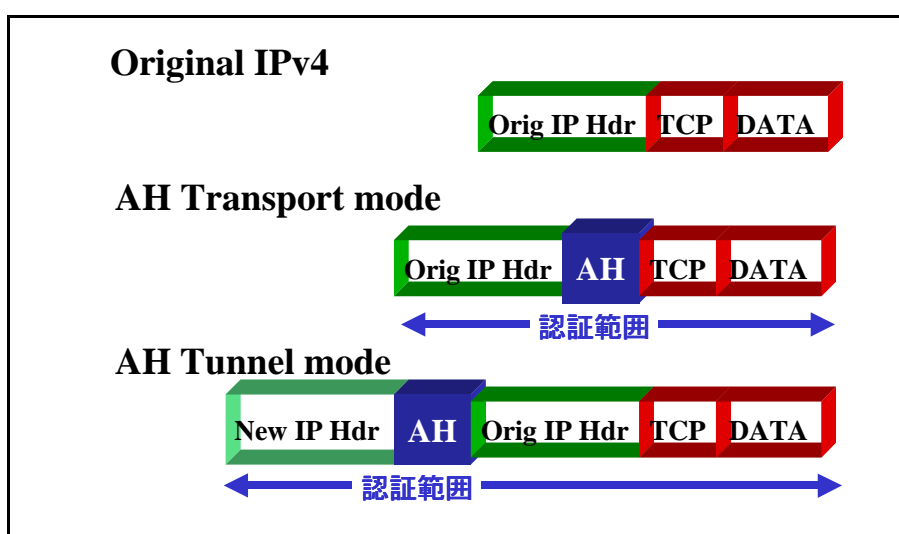 Original IPv4
Orig IP Hdr TCP DATA
AH Transport mode
Orig IP Hdr AH TCP DATA
認証範囲
AH Tunnel mode
New IP Hdr AH Orig IP Hdr TCP DATA
認証範囲